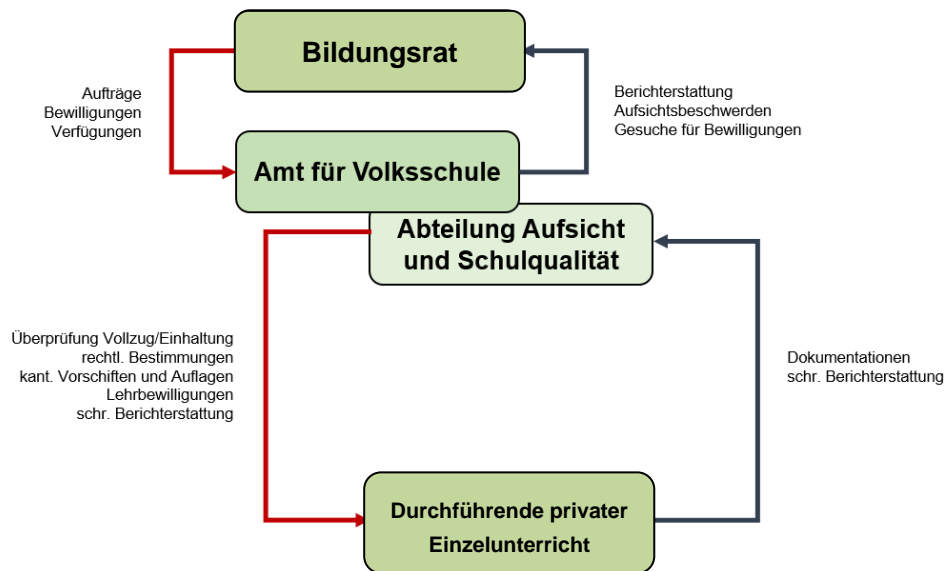 Bildungsrat
Aufträge
Bewilligungen
Verfügungen
Berichterstattung
Aufsichtsbeschwerden
Gesuche für Bewilligungen
Amt für Volksschule
Abteilung Aufsicht
und Schulqualität
Überprüfung Vollzug/Einhaltung
rechtl. Bestimmungen
kant. Vorschiften und Auflagen
Lehrbewilligungen
schr. Berichterstattung
Dokumentationen
schr. Berichterstattung
Durchführende privater
Einzelunterricht